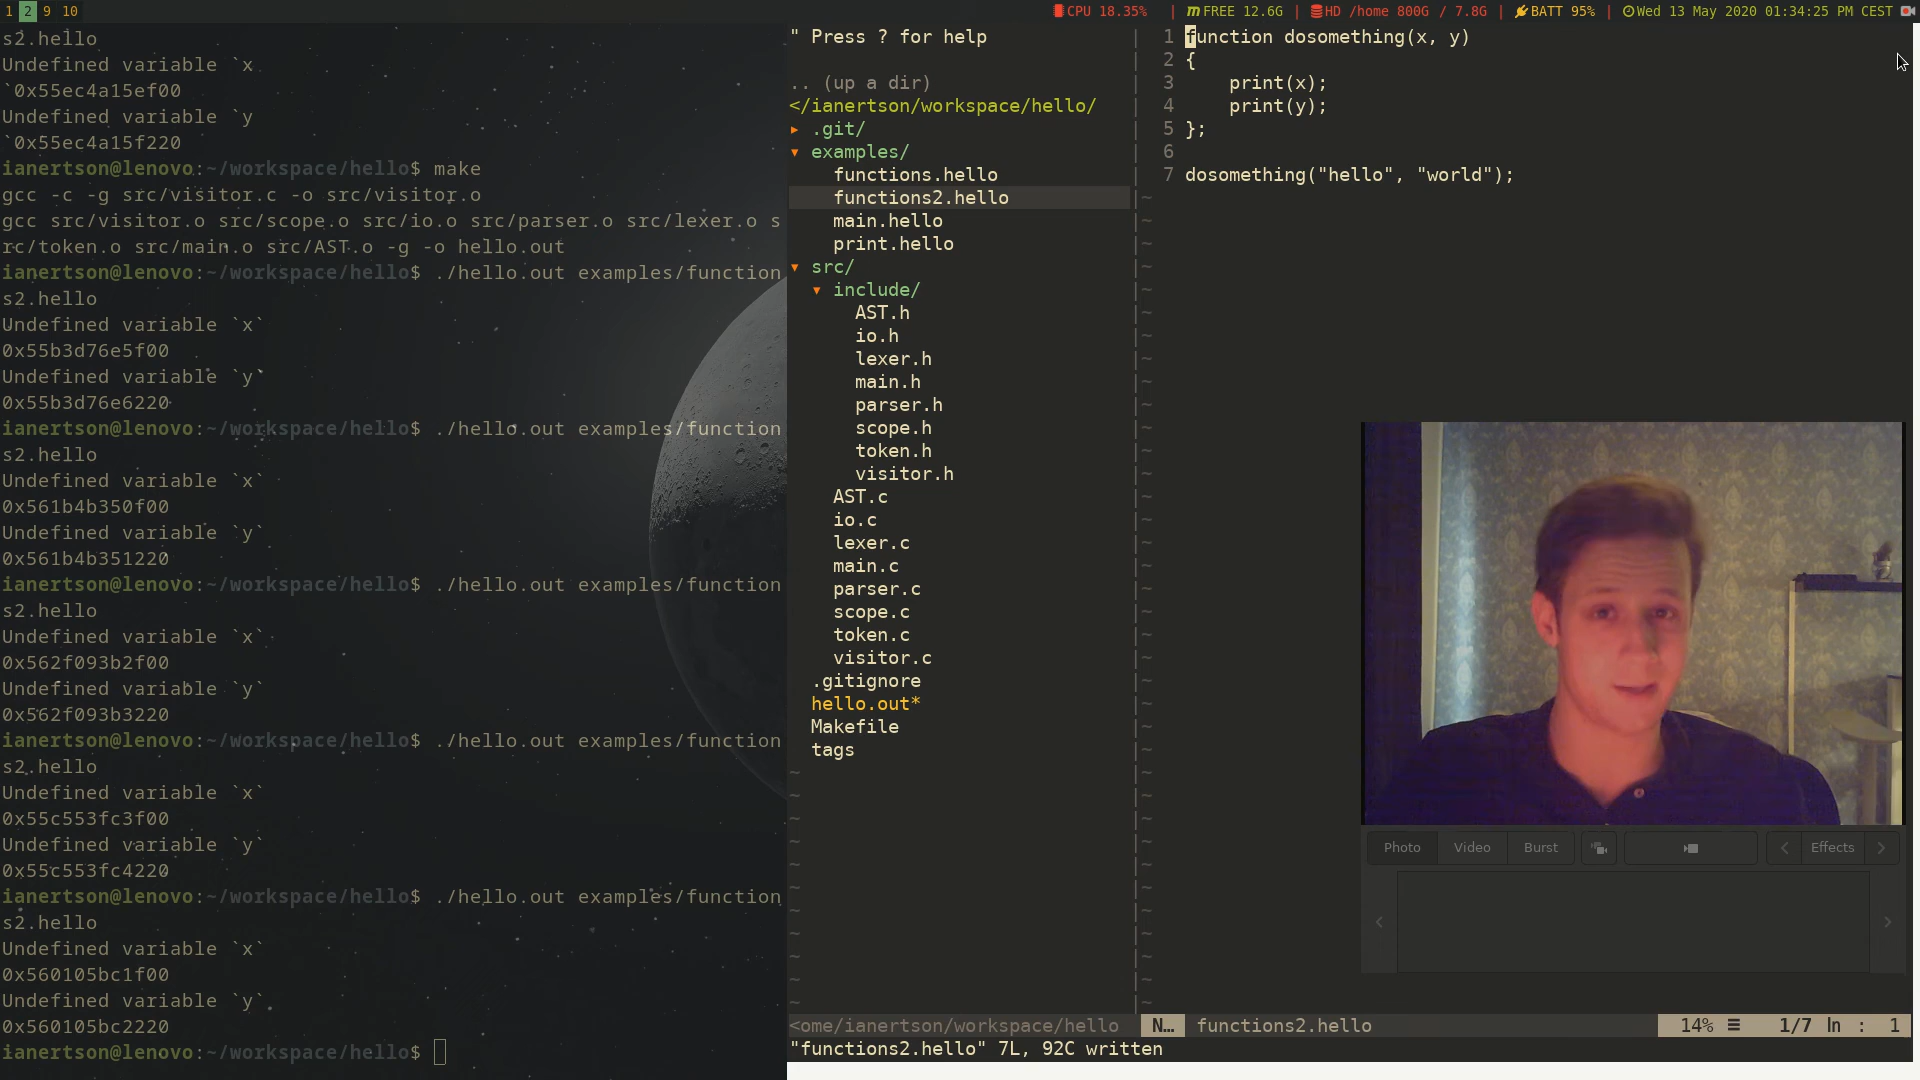 1 2 9 10
CPU 18.35% | FREE 12.6G | HD /home 800G / 7.8G | BATT 95% | Wed 13 May 2020 01:34:25 PM CEST
s2.hello
Undefined variable `x
`0x55ec4a15ef00
Undefined variable `y
`0x55ec4a15f220
ianertson@lenovo:~/workspace/hello$ make
gcc -c -g src/visitor.c -o src/visitor.o
gcc src/visitor.o src/scope.o src/io.o src/parser.o src/lexer.o s
rc/token.o src/main.o src/AST.o -g -o hello.out
ianertson@lenovo:~/workspace/hello$ ./hello.out examples/function
s2.hello
Undefined variable `x`
0x55b3d76e5f00
Undefined variable `y`
0x55b3d76e6220
ianertson@lenovo:~/workspace/hello$ ./hello.out examples/function
s2.hello
Undefined variable `x`
0x561b4b350f00
Undefined variable `y`
0x561b4b351220
ianertson@lenovo:~/workspace/hello$ ./hello.out examples/function
s2.hello
Undefined variable `x`
0x562f093b2f00
Undefined variable `y`
0x562f093b3220
ianertson@lenovo:~/workspace/hello$ ./hello.out examples/function
s2.hello
Undefined variable `x`
0x55c553fc3f00
Undefined variable `y`
0x55c553fc4220
ianertson@lenovo:~/workspace/hello$ ./hello.out examples/function
s2.hello
Undefined variable `x`
0x560105bc1f00
Undefined variable `y`
0x560105bc2220
ianertson@lenovo:~/workspace/hello$
" Press ? for help
.. (up a dir)
</ianertson/workspace/hello/
▸ .git/
▾ examples/
functions.hello
functions2.hello
main.hello
print.hello
▾ src/
▾ include/
AST.h
io.h
lexer.h
main.h
parser.h
scope.h
token.h
visitor.h
AST.c
io.c
lexer.c
main.c
parser.c
scope.c
token.c
visitor.c
.gitignore
hello.out*
Makefile
tags
<ome/ianertson/workspace/hello
1 function dosomething(x, y)
2 {
3     print(x);
4     print(y);
5 };
6
7 dosomething("hello", "world");
Photo Video Burst Effects
N… functions2.hello 14% ☰ 1/7 ln : 1
"functions2.hello" 7L, 92C written